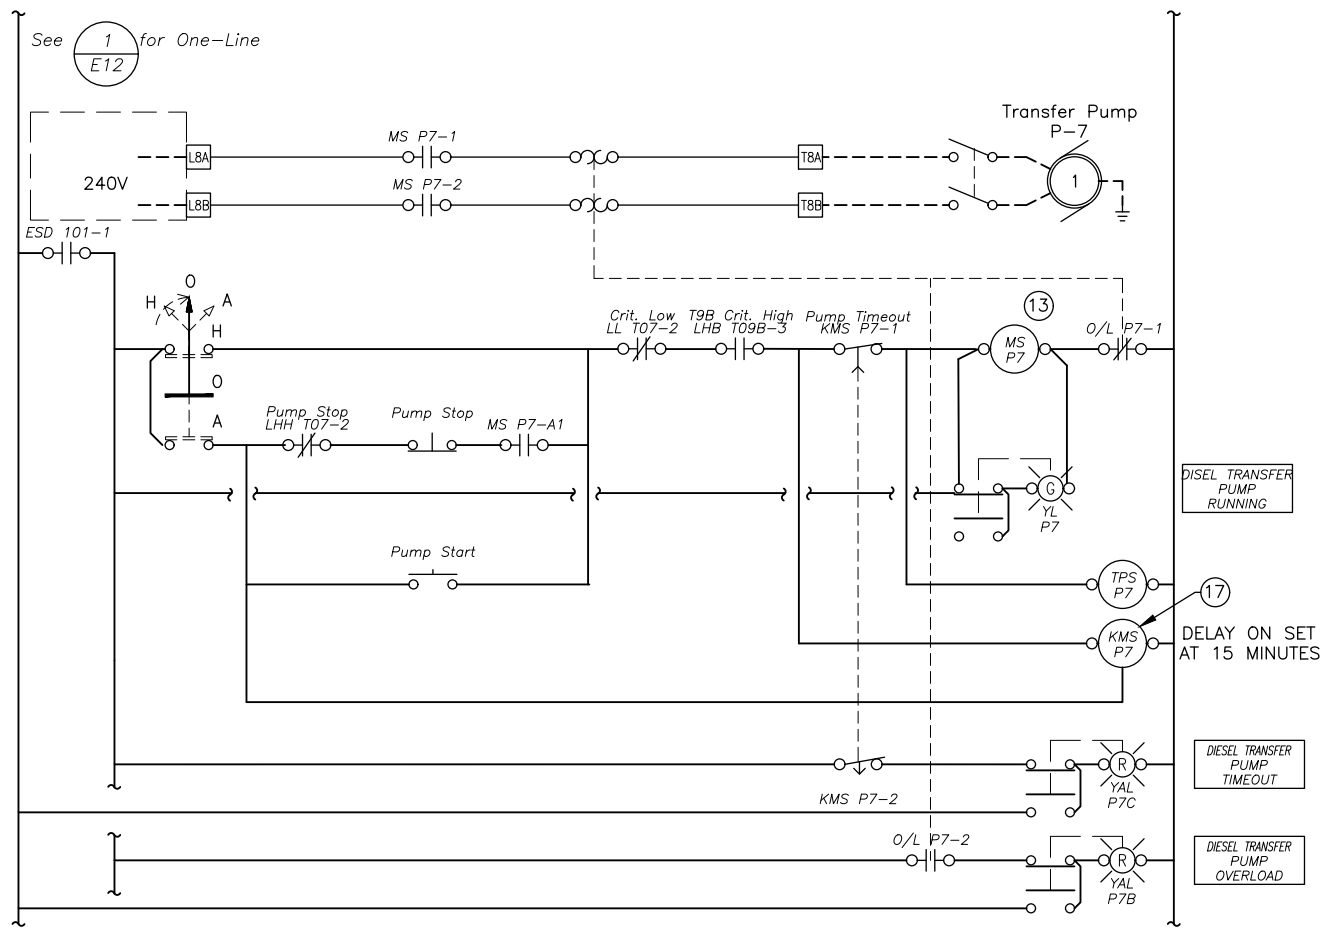 See 1 for One-Line
E12
Transfer Pump
P-7
MS P7-1
L8A
T8A
240V
1
MS P7-2
L8B
T8B
ESD 101-1
O
H A
H
13
Crit. Low T9B Crit. High Pump Timeout
LL T07-2 LHB T09B-3 KMS P7-1 O/L P7-1
MS
P7
O
A
Pump Stop
LHH T07-2
Pump Stop
MS P7-A1
G
YL
P7
DISEL TRANSFER
PUMP
RUNNING
Pump Start
TPS
P7
17
KMS
P7
DELAY ON SET
AT 15 MINUTES
R
YAL
P7C
DIESEL TRANSFER
PUMP
TIMEOUT
KMS P7-2
O/L P7-2
R
YAL
P7B
DIESEL TRANSFER
PUMP
OVERLOAD